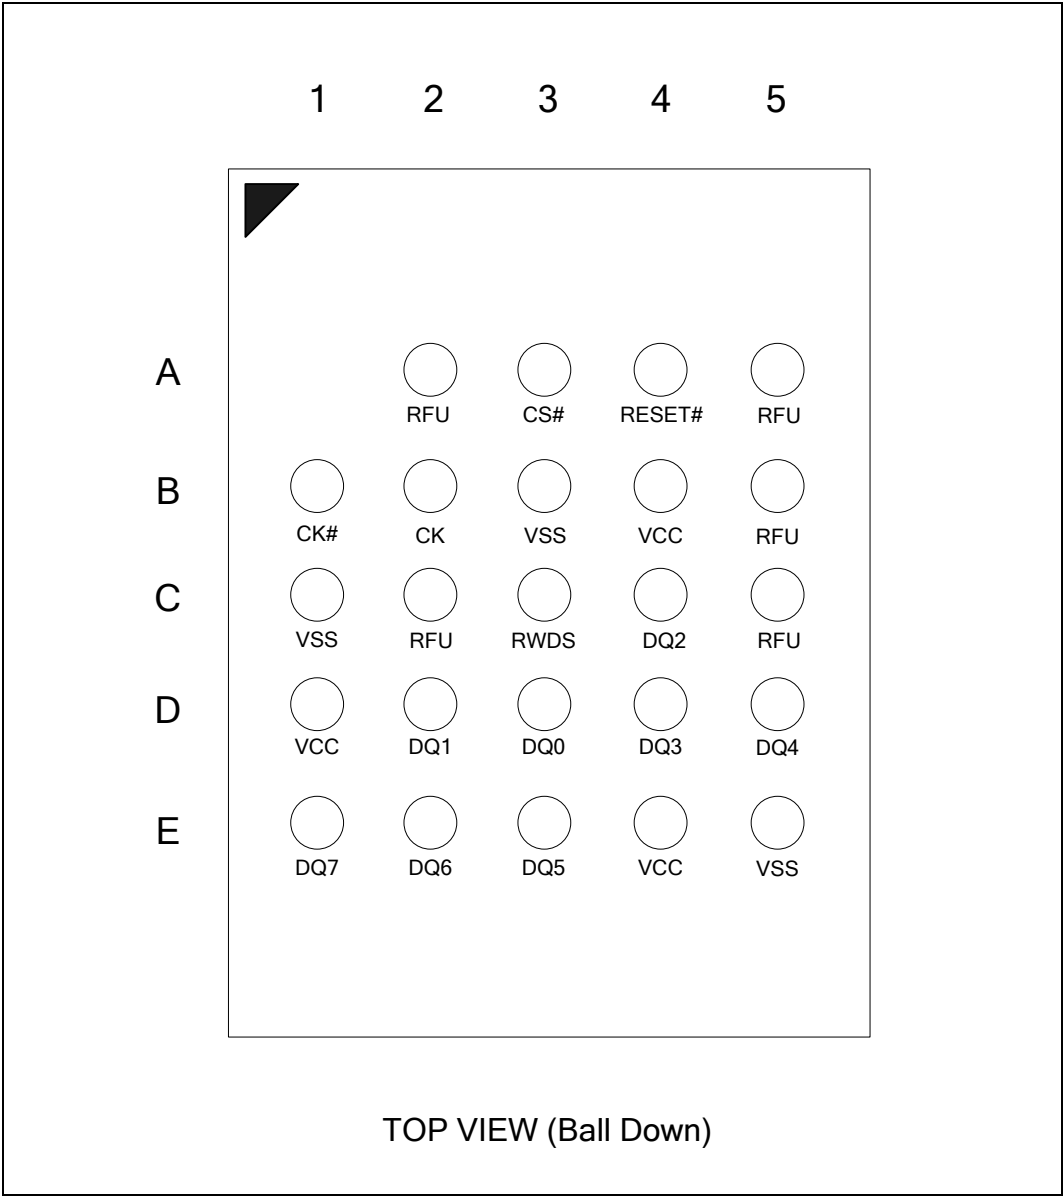 1 2 3 4 5
A
RFU CS# RESET# RFU
B
CK# CK VSS VCC RFU
C
VSS RFU RWDS DQ2 RFU
D
VCC DQ1 DQ0 DQ3 DQ4
E
DQ7 DQ6 DQ5 VCC VSS
TOP VIEW (Ball Down)